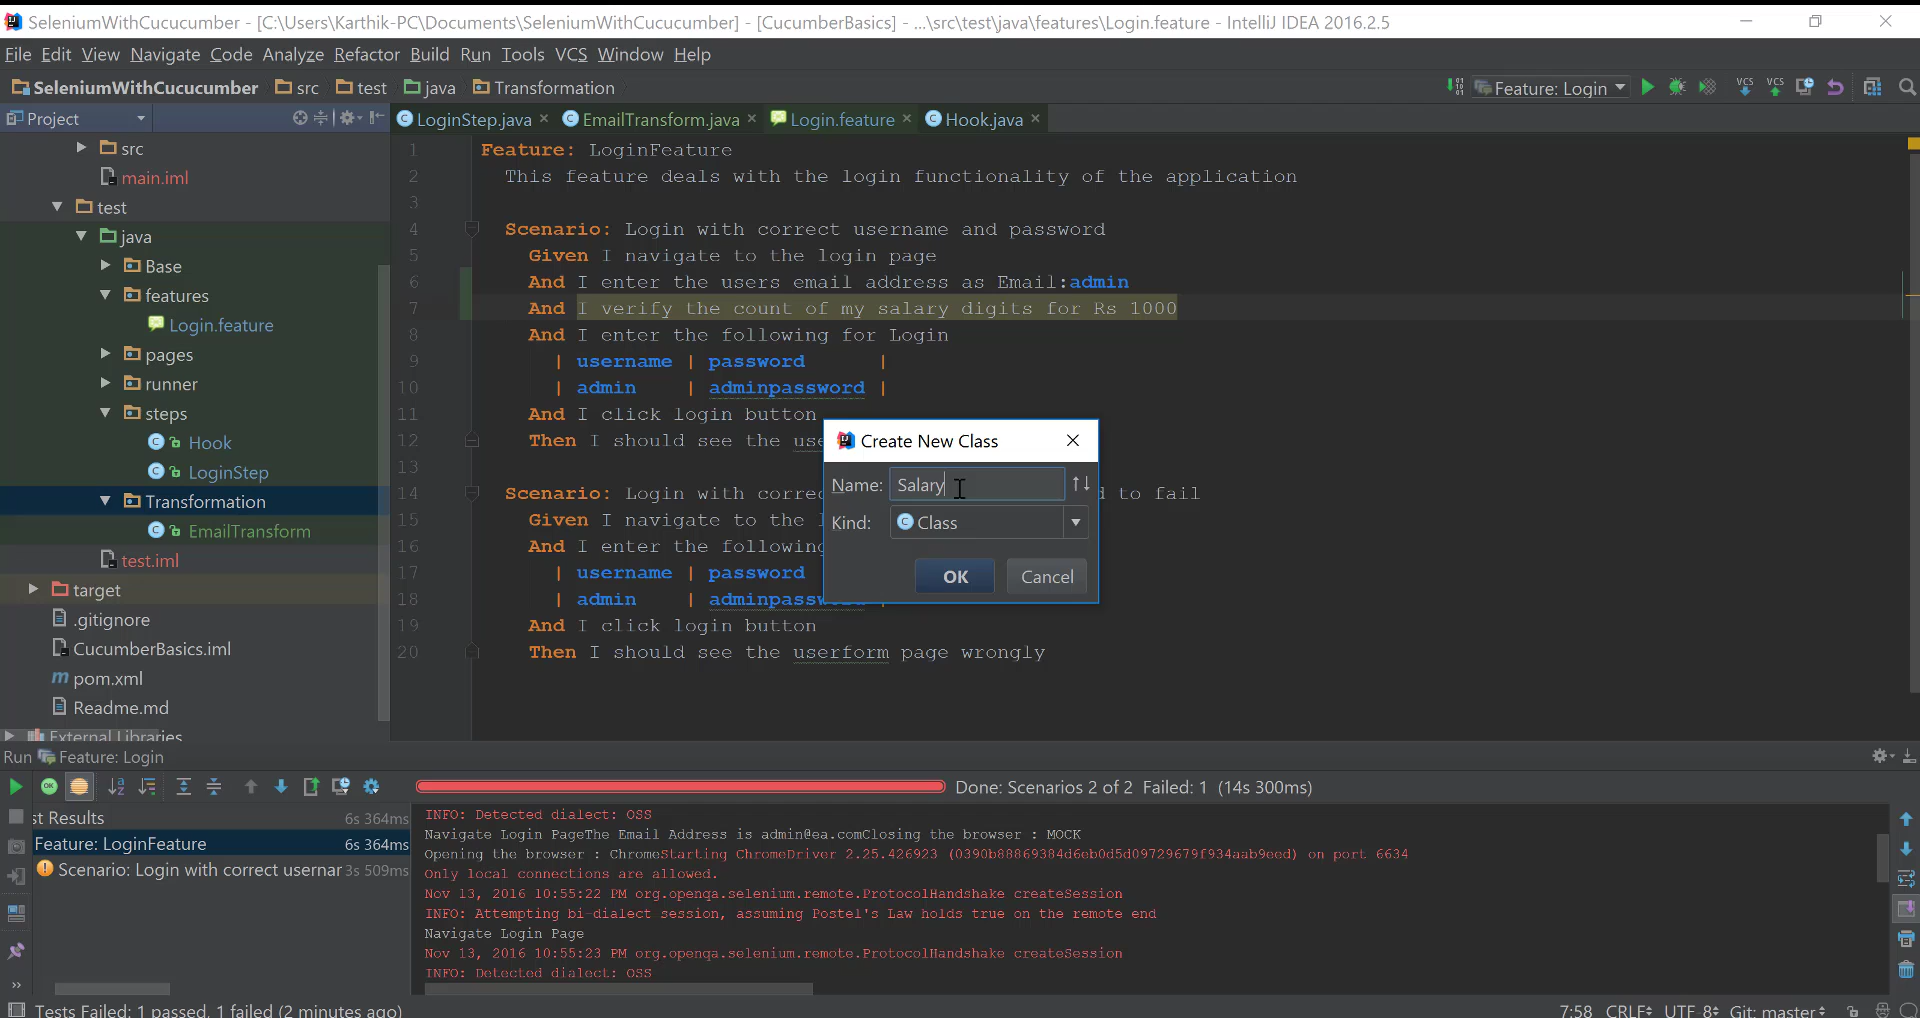 SeleniumWithCucucumber - [C:\Users\Karthik-PC\Documents\SeleniumWithCucucumber] - [CucumberBasics] - ...\src\test\java\features\Login.feature - IntelliJ IDEA 2016.2.5
File Edit View Navigate Code Analyze Refactor Build Run Tools VCS Window Help
SeleniumWithCucucumber src test java Transformation Feature: Login VCS VCS
Project
LoginStep.java EmailTransform.java Login.feature Hook.java
src
main.iml
test
java
Base
features
Login.feature
pages
runner
steps
Hook
LoginStep
Transformation
EmailTransform
test.iml
target
.gitignore
CucumberBasics.iml
pom.xml
Readme.md
External Libraries
1 Feature: LoginFeature
2 This feature deals with the login functionality of the application
3
4 Scenario: Login with correct username and password
5 Given I navigate to the login page
6 And I enter the users email address as Email:admin
7 And I verify the count of my salary digits for Rs 1000
8 And I enter the following for Login
9 | username | password |
10 | admin | adminpassword |
11 And I click login button
12 Then I should see the use
13
14 Scenario: Login with corre d to fail
15 Given I navigate to the l
16 And I enter the following
17 | username | password
18 | admin | adminpassword |
19 And I click login button
20 Then I should see the userform page wrongly
Create New Class
Name: Salary
Kind: Class
OK Cancel
Run Feature: Login
Done: Scenarios 2 of 2 Failed: 1 (14s 300ms)
st Results 6s 364ms
Feature: LoginFeature 6s 364ms
Scenario: Login with correct usernar 3s 509ms
INFO: Detected dialect: OSS
Navigate Login PageThe Email Address is admin@ea.comClosing the browser : MOCK
Opening the browser : ChromeStarting ChromeDriver 2.25.426923 (0390b88869384d6eb0d5d09729679f934aab9eed) on port 6634
Only local connections are allowed.
Nov 13, 2016 10:55:22 PM org.openqa.selenium.remote.ProtocolHandshake createSession
INFO: Attempting bi-dialect session, assuming Postel's Law holds true on the remote end
Navigate Login Page
Nov 13, 2016 10:55:23 PM org.openqa.selenium.remote.ProtocolHandshake createSession
INFO: Detected dialect: OSS
Tests Failed: 1 passed, 1 failed (2 minutes ago) 7:58 CRLF UTF-8 Git: master